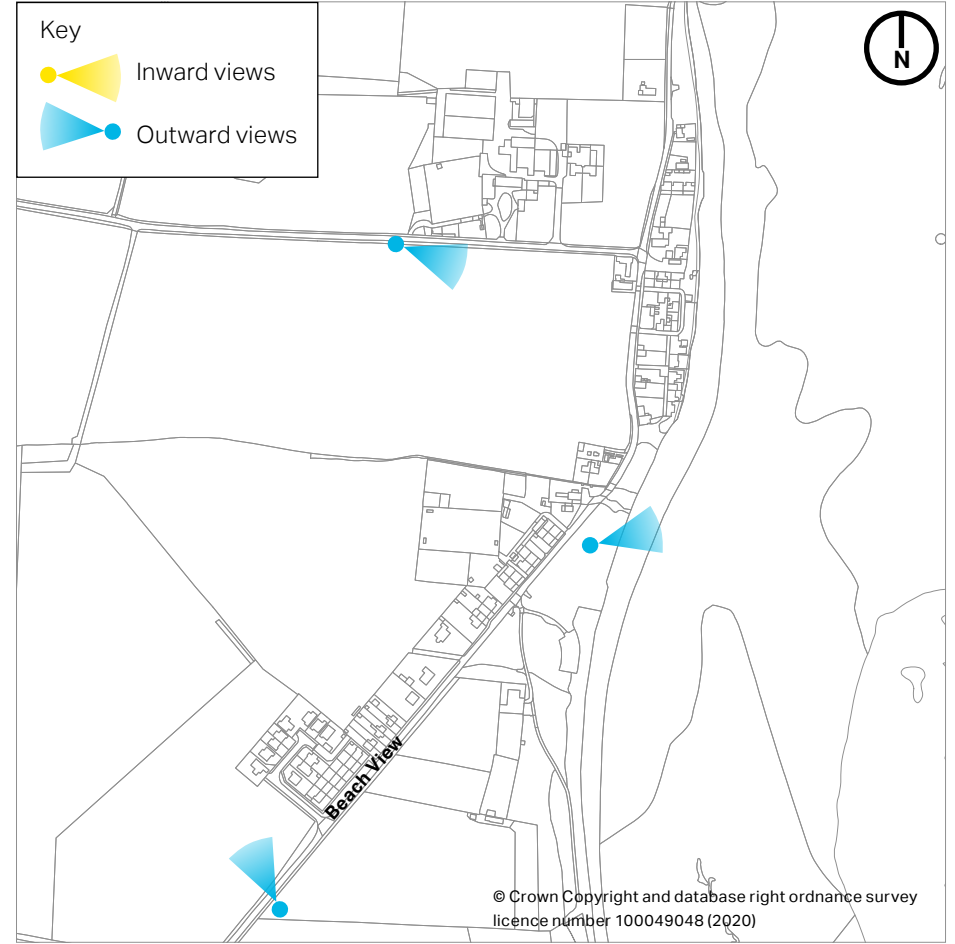 Key
Inward views
Outward views
N
Beach View
© Crown Copyright and database right ordnance survey
licence number 100049048 (2020)